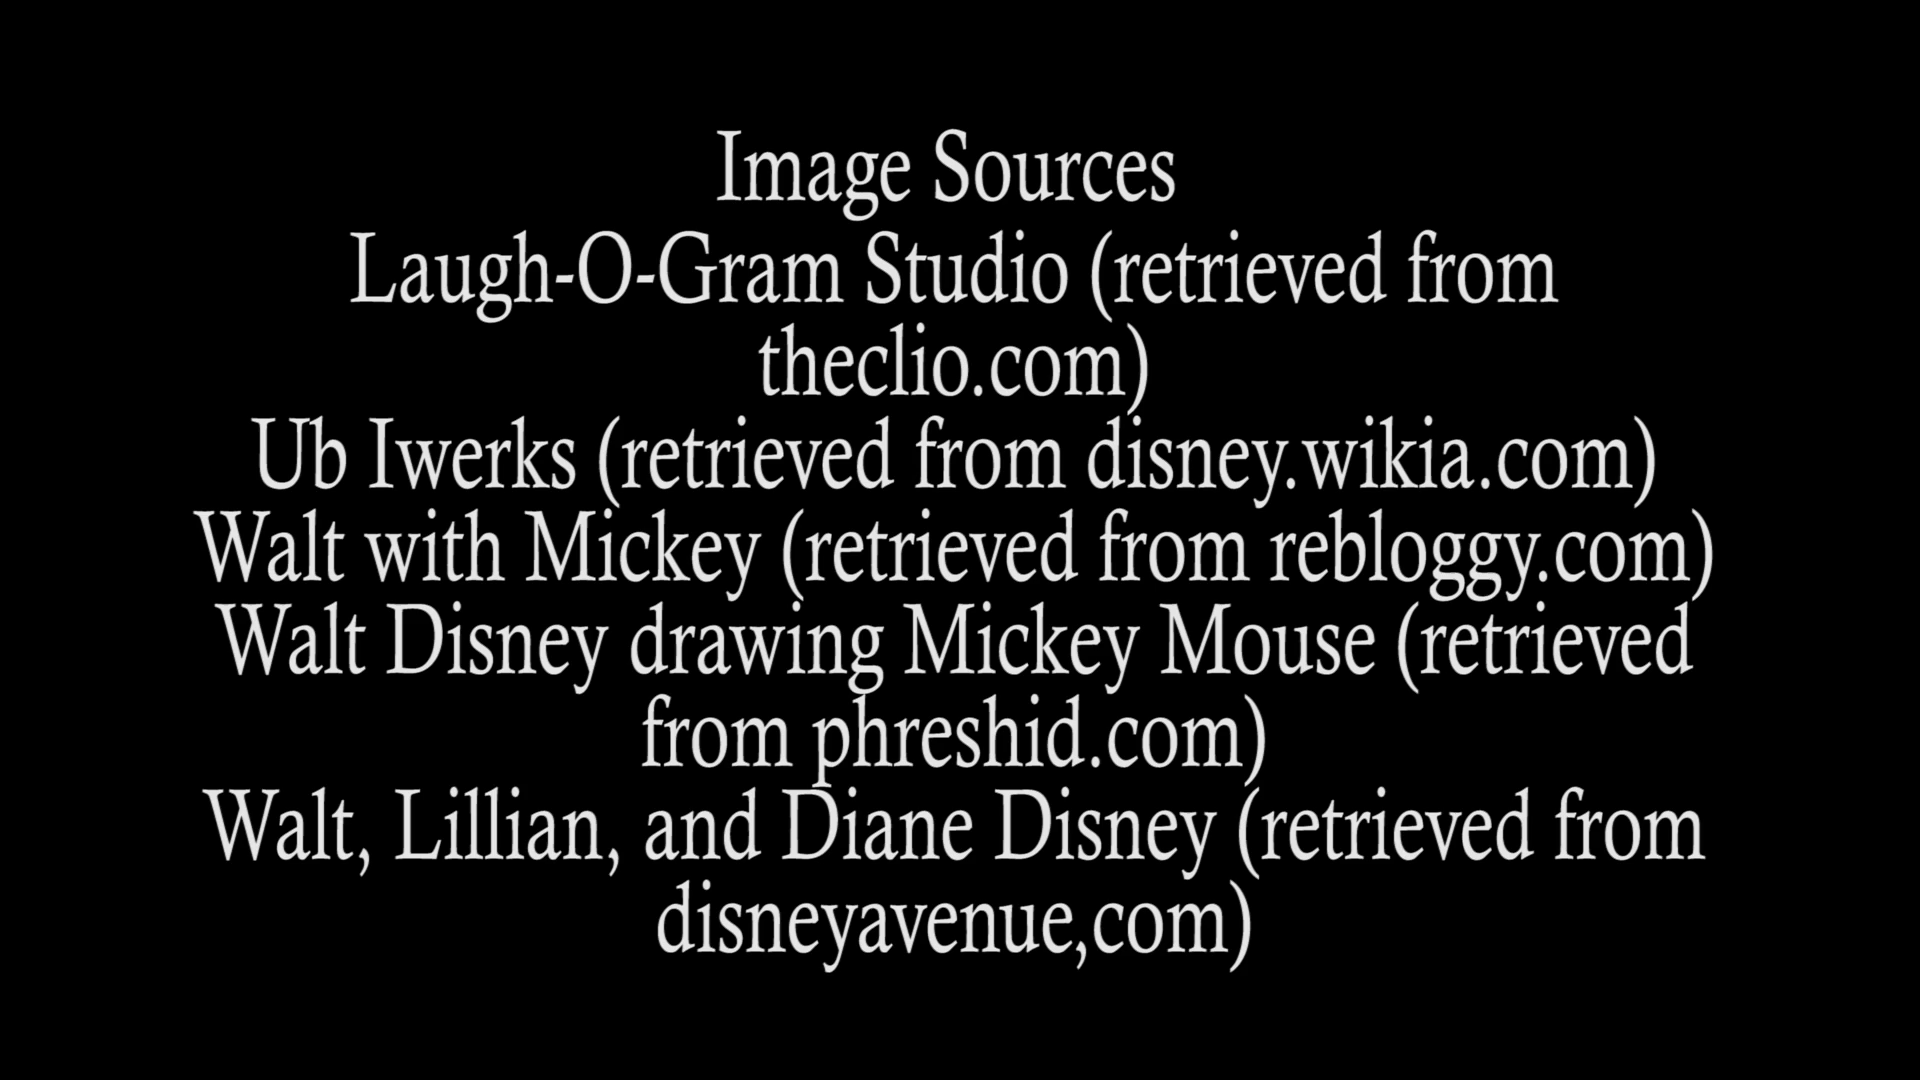 Image Sources
Laugh-O-Gram Studio (retrieved from
theclio.com)
Ub Iwerks (retrieved from disney.wikia.com)
Walt with Mickey (retrieved from rebloggy.com)
Walt Disney drawing Mickey Mouse (retrieved
from phreshid.com)
Walt, Lillian, and Diane Disney (retrieved from
disneyavenue,com)